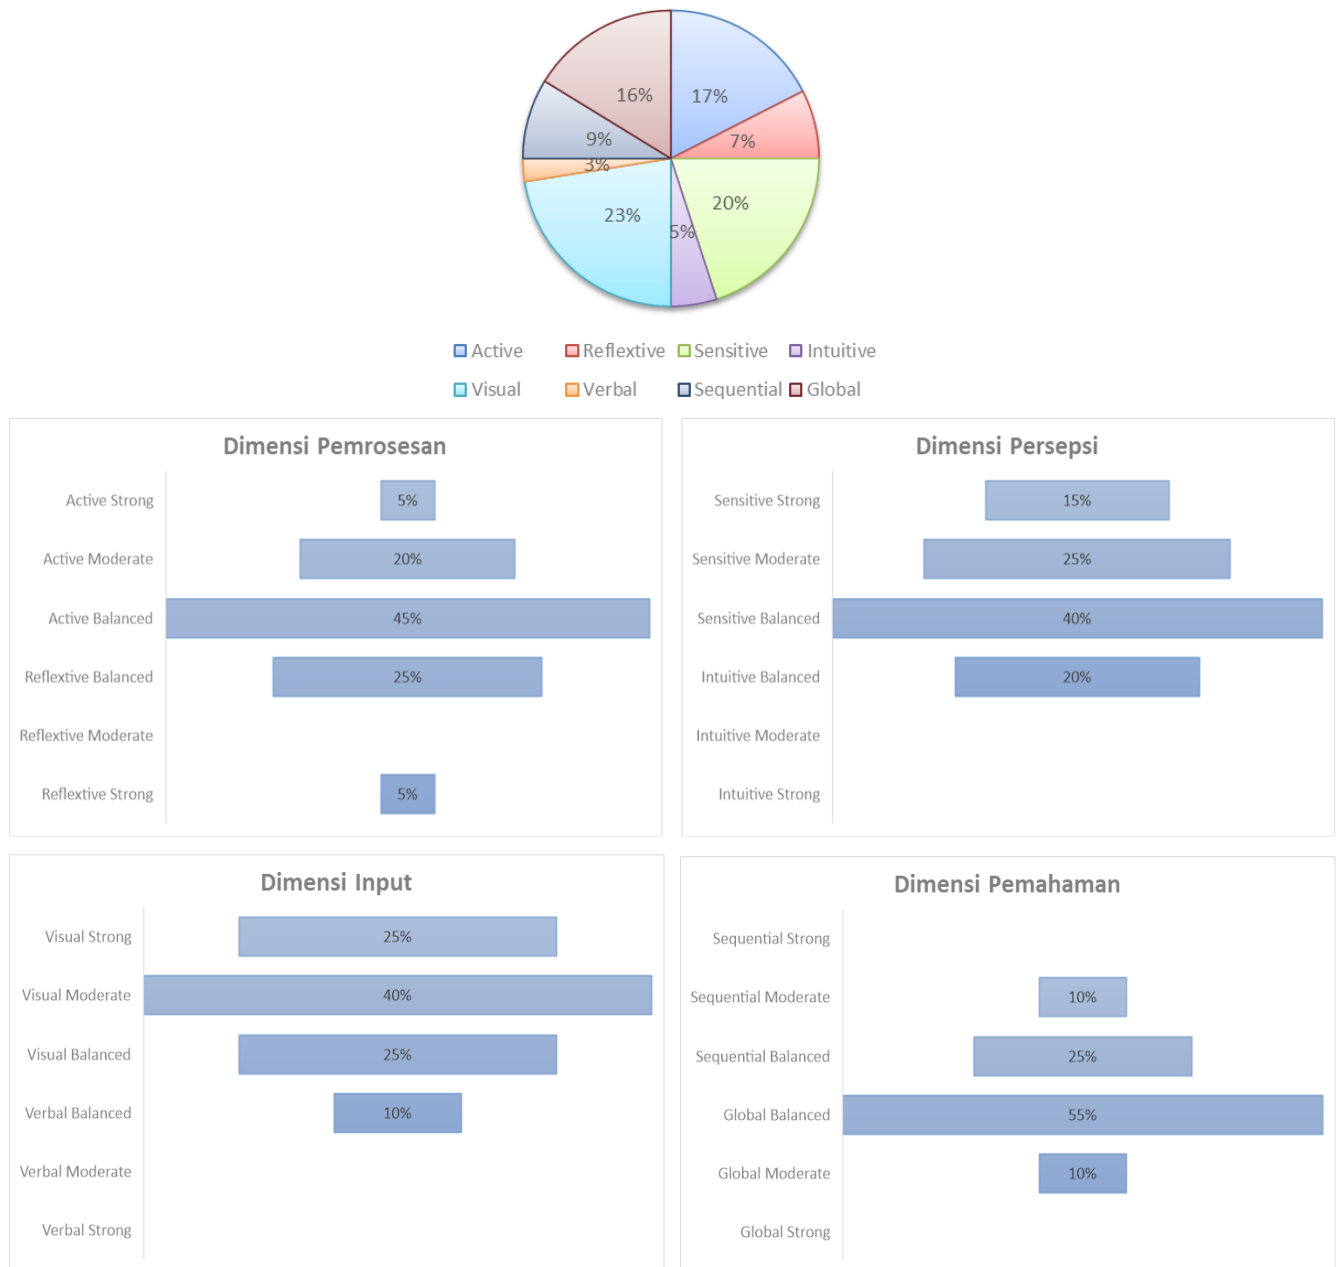 16%
17%
9%
7%
3%
20%
23%
5%
Active Reflextive Sensitive Intuitive
Visual Verbal Sequential Global
Dimensi Pemrosesan
Active Strong 5%
Active Moderate 20%
Active Balanced 45%
Reflextive Balanced 25%
Reflextive Moderate
Reflextive Strong 5%
Dimensi Persepsi
Sensitive Strong 15%
Sensitive Moderate 25%
Sensitive Balanced 40%
Intuitive Balanced 20%
Intuitive Moderate
Intuitive Strong
Dimensi Input
Visual Strong 25%
Visual Moderate 40%
Visual Balanced 25%
Verbal Balanced 10%
Verbal Moderate
Verbal Strong
Dimensi Pemahaman
Sequential Strong
Sequential Moderate 10%
Sequential Balanced 25%
Global Balanced 55%
Global Moderate 10%
Global Strong